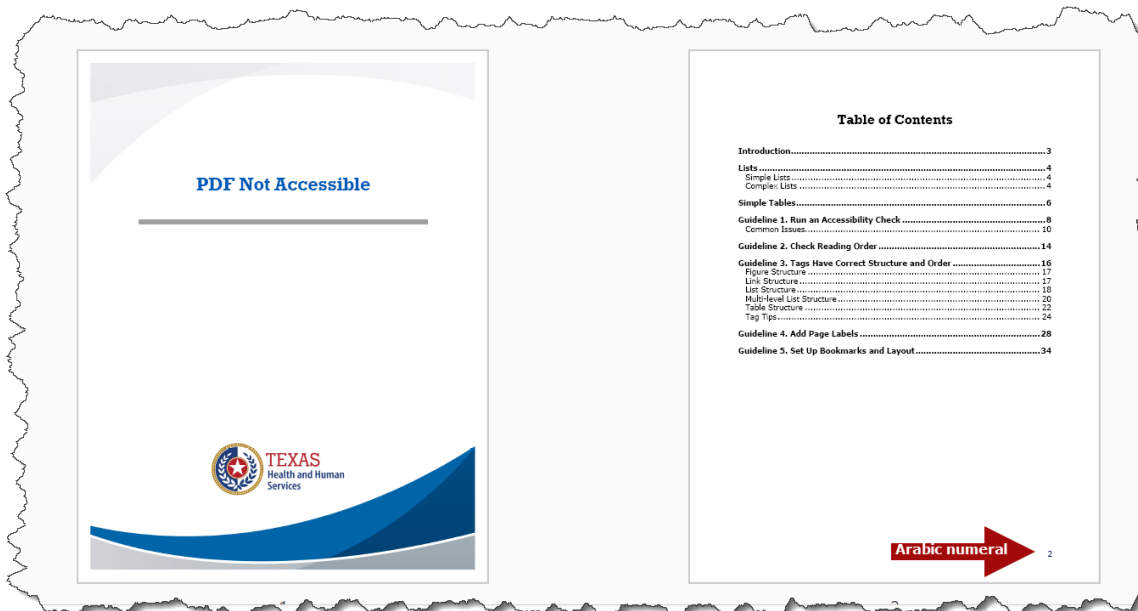 PDF Not Accessible
TEXAS
Health and Human
Services
Table of Contents
Introduction 3
Lists 4
Simple Lists 4
Complex Lists 4
Simple Tables 6
Guideline 1. Run an Accessibility Check 8
Common Issues 10
Guideline 2. Check Reading Order 14
Guideline 3. Tags Have Correct Structure and Order 16
Figure Structure 17
Link Structure 17
List Structure 18
Multi-level List Structure 20
Table Structure 22
Tag Tips 24
Guideline 4. Add Page Labels 28
Guideline 5. Set Up Bookmarks and Layout 34
Arabic numeral
2